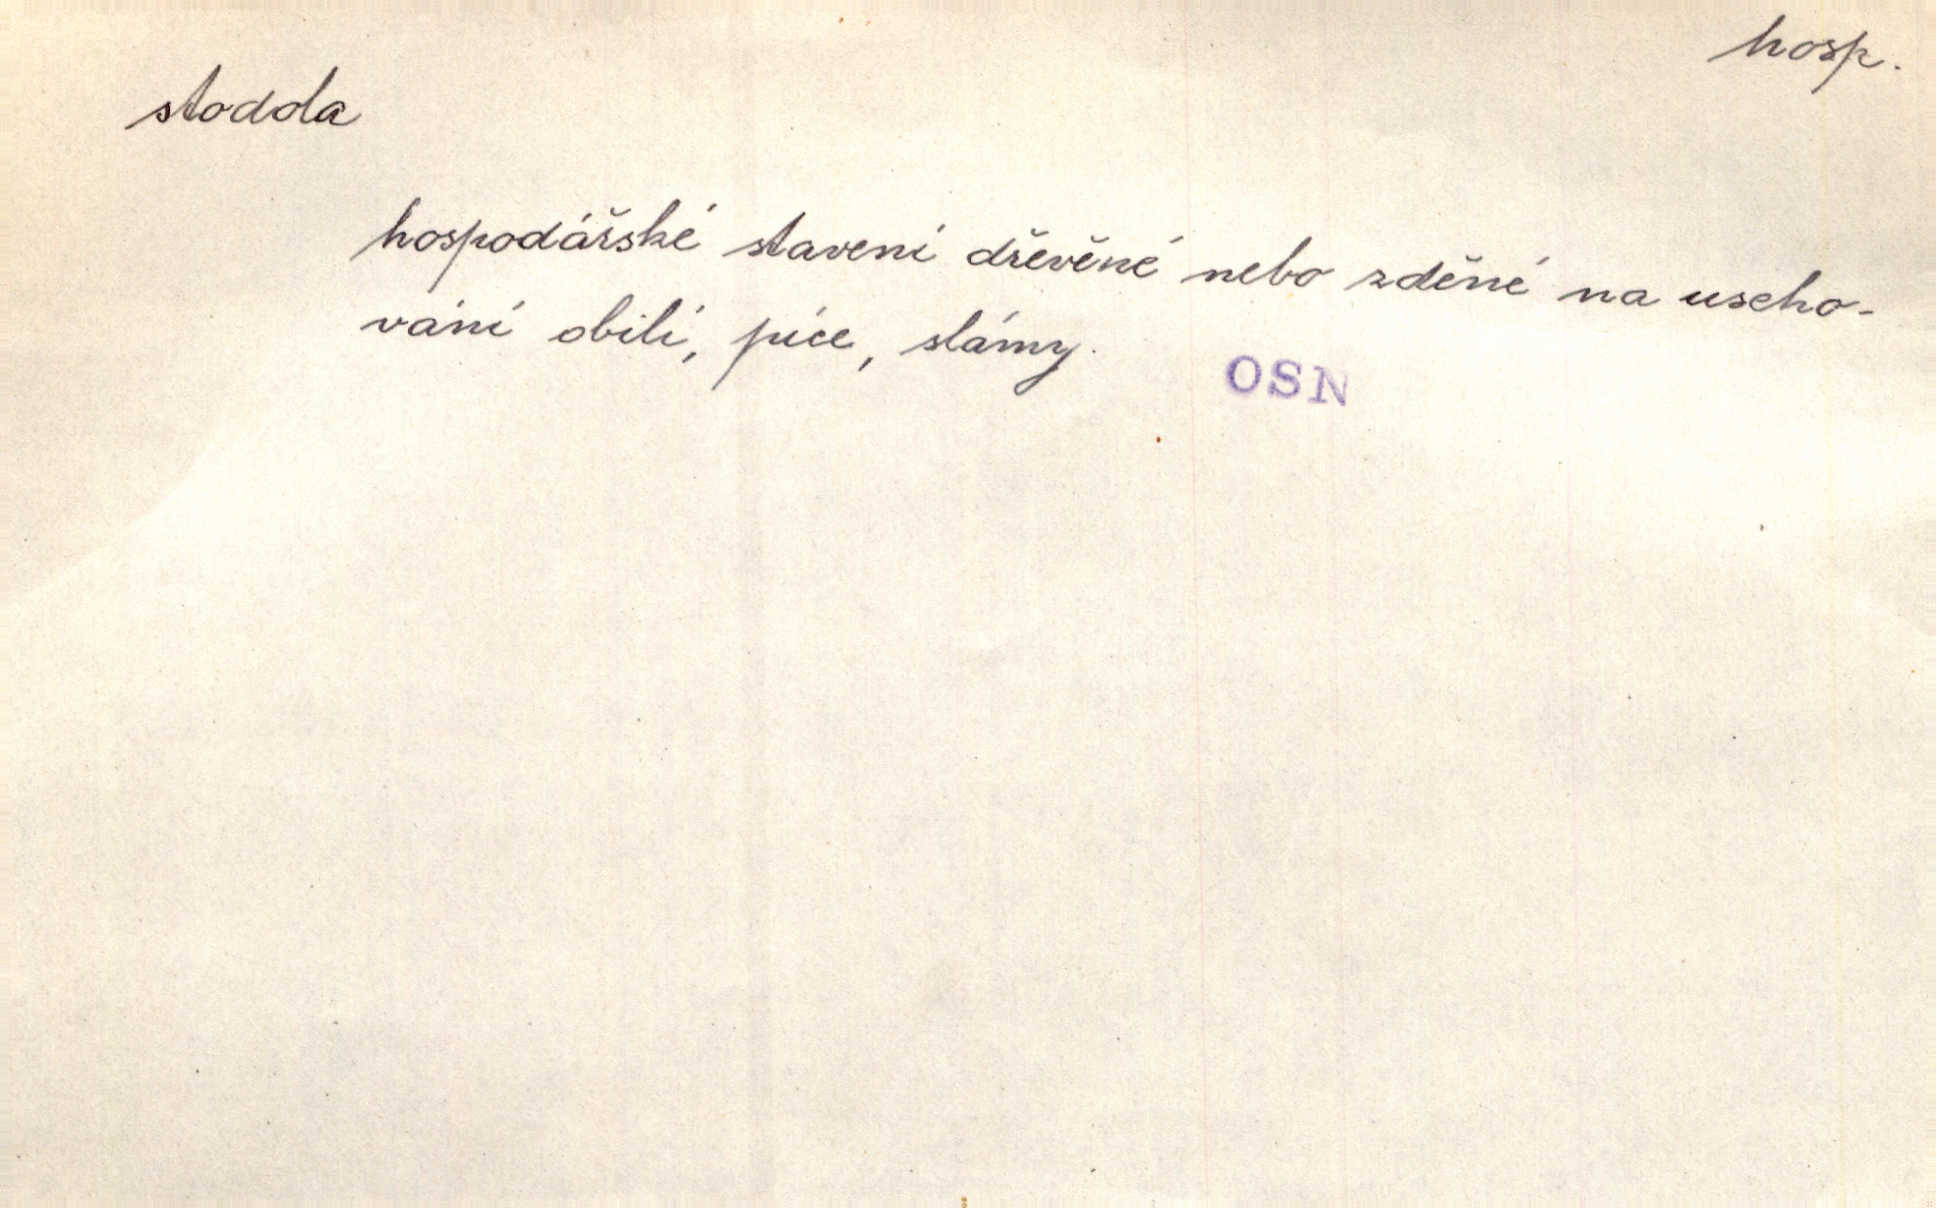 hosp.
stodola
hospodářské stavení dřevěné nebo zděné na uscho-
vání obilí, píce, slámy.
OSN